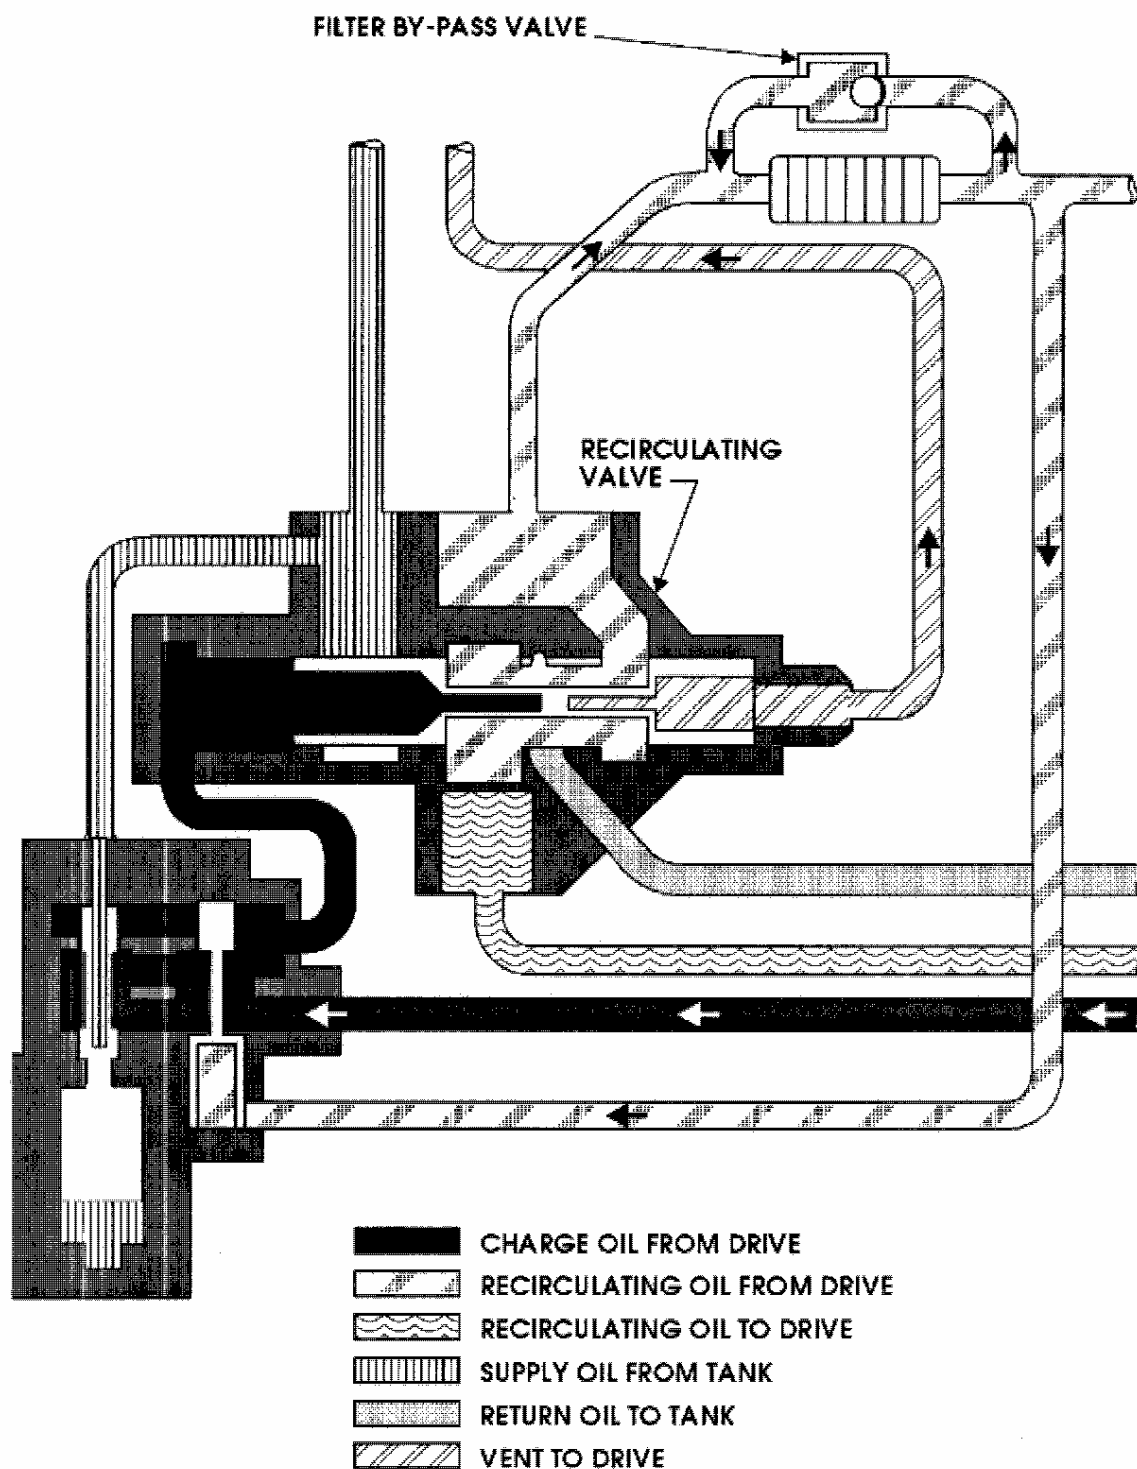 FILTER BY-PASS VALVE
RECIRCULATING
VALVE
CHARGE OIL FROM DRIVE
RECIRCULATING OIL FROM DRIVE
RECIRCULATING OIL TO DRIVE
SUPPLY OIL FROM TANK
RETURN OIL TO TANK
VENT TO DRIVE